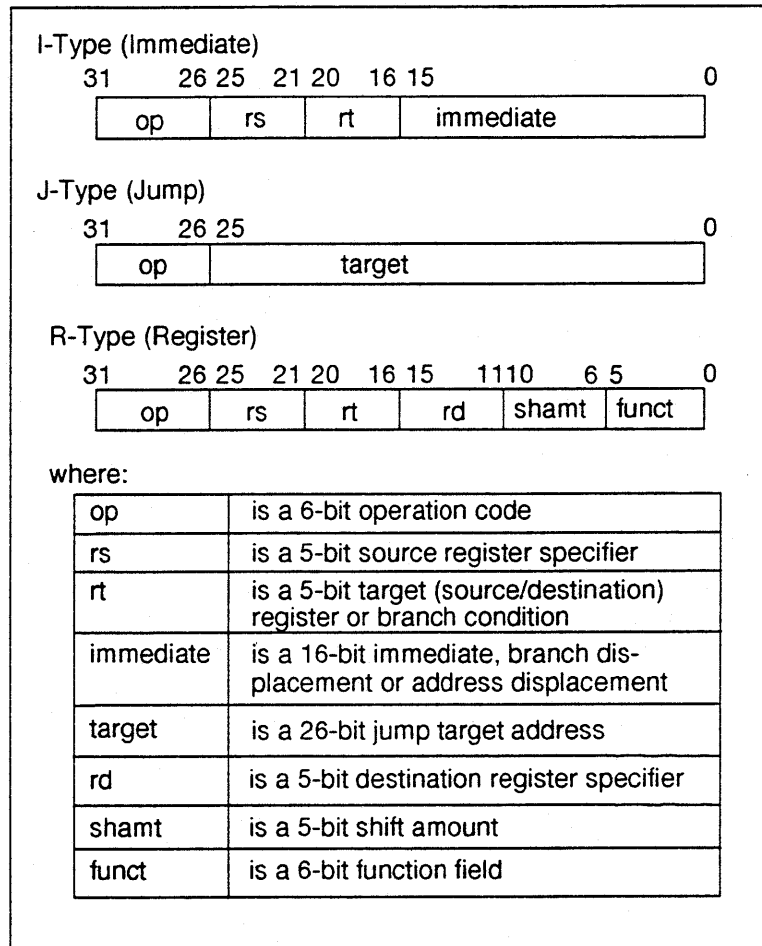 I-Type (Immediate)
31 26 25 21 20 16 15 0
op rs rt immediate
J-Type (Jump)
31 26 25 0
op target
R-Type (Register)
31 26 25 21 20 16 15 1110 6 5 0
op rs rt rd shamt funct
where:
op is a 6-bit operation code
rs is a 5-bit source register specifier
rt is a 5-bit target (source/destination)
register or branch condition
immediate is a 16-bit immediate, branch dis-
placement or address displacement
target is a 26-bit jump target address
rd is a 5-bit destination register specifier
shamt is a 5-bit shift amount
funct is a 6-bit function field